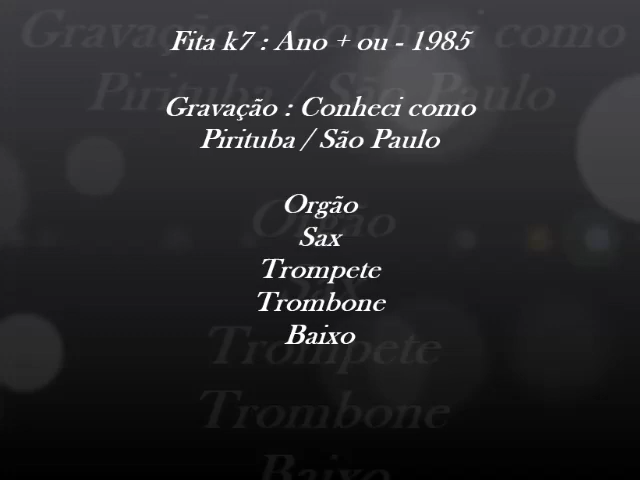 Fita k7 : Ano + ou - 1985
Gravação : Conheci como
Pirituba / São Paulo
Orgão
Sax
Trompete
Trombone
Baixo